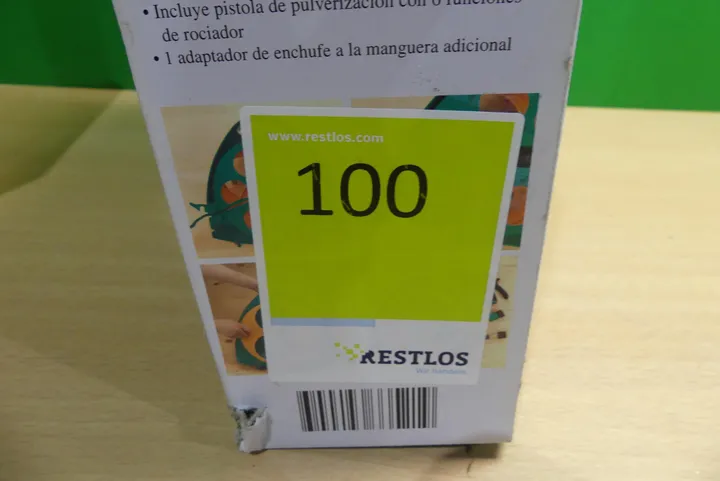 • Incluye pistola de pulverización con 8 funciones
de rociador
• 1 adaptador de enchufe a la manguera adicional
www.restlos.com
100
RESTLOS